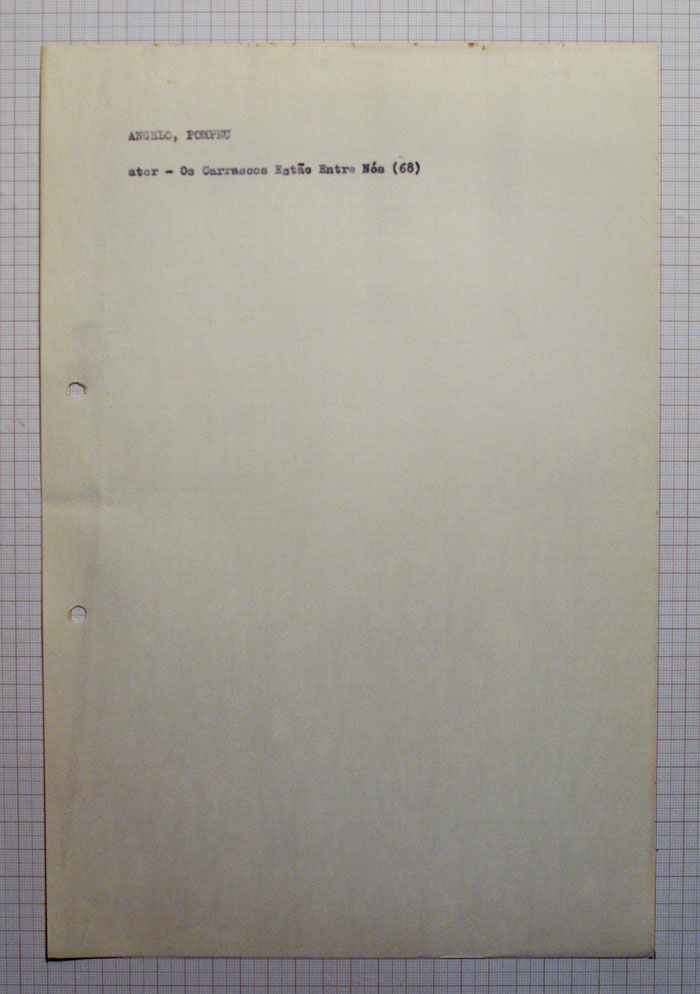 ANGELO, POMPEU
ator - Os Carrascos Estão Entre Nós (68)